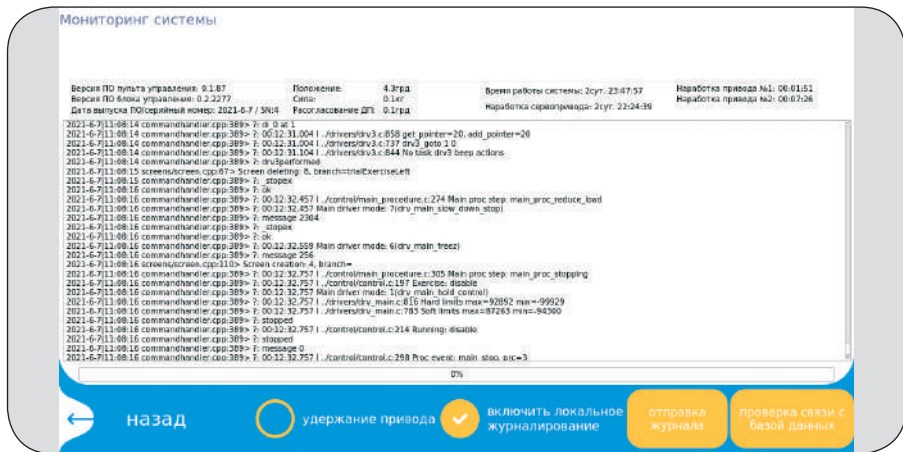 Мониторинг системы
Версия ПО пульта управления: 0.1.87
Версия ПО блока управления: 0.2.2277
Дата выпуска ПО/серийный номер: 2021-6-7 / SN:4
Положение: 4.3грд
Сила: 0.1кг
Рассогласование ДП: 0.1грд
Время работы системы: 2сут. 23:47:57
Наработка сервопривода: 2сут. 22:24:39
Наработка привода №1: 00:01:51
Наработка привода №2: 00:07:26
2021-6-7|11:08:14 commandhandler.cpp:389> ?: di_0 at 1
2021-6-7|11:08:14 commandhandler.cpp:389> ?: 00:12:31.004 I ../drivers/drv3.c:858 get_pointer=20, add_pointer=20
2021-6-7|11:08:14 commandhandler.cpp:389> ?: 00:12:31.004 I ../drivers/drv3.c:737 drv3_goto 1 0
2021-6-7|11:08:14 commandhandler.cpp:389> ?: 00:12:31.104 I ../drivers/drv3.c:844 No task drv3 beep actions
2021-6-7|11:08:14 commandhandler.cpp:389> ?: drv3performed
2021-6-7|11:08:15 screens/screen.cpp:67> Screen deleting: 8, branch=trialExerciseLeft
2021-6-7|11:08:15 commandhandler.cpp:389> ?: _stopex
2021-6-7|11:08:16 commandhandler.cpp:389> ?: ok
2021-6-7|11:08:16 commandhandler.cpp:389> ?: 00:12:32.457 I ../control/main_procedure.c:274 Main proc step: main_proc_reduce_load
2021-6-7|11:08:16 commandhandler.cpp:389> ?: 00:12:32.457 Main driver mode: 7(drv_main_slow_down_stop)
2021-6-7|11:08:16 commandhandler.cpp:389> ?: message 2304
2021-6-7|11:08:16 commandhandler.cpp:389> ?: _stopex
2021-6-7|11:08:16 commandhandler.cpp:389> ?: ok
2021-6-7|11:08:16 commandhandler.cpp:389> ?: 00:12:32.559 Main driver mode: 6(drv_main_freez)
2021-6-7|11:08:16 commandhandler.cpp:389> ?: message 256
2021-6-7|11:08:16 screens/screen.cpp:110> Screen creation: 4, branch=
2021-6-7|11:08:16 commandhandler.cpp:389> ?: 00:12:32.757 I ../control/main_procedure.c:305 Main proc step: main_proc_stopping
2021-6-7|11:08:16 commandhandler.cpp:389> ?: 00:12:32.757 I ../control/control.c:197 Exercise: disable
2021-6-7|11:08:16 commandhandler.cpp:389> ?: 00:12:32.757 Main driver mode: 1(drv_main_hold_control)
2021-6-7|11:08:16 commandhandler.cpp:389> ?: 00:12:32.757 I ../drivers/drv_main.c:816 Hard limits max=92892 min=-99929
2021-6-7|11:08:16 commandhandler.cpp:389> ?: 00:12:32.757 I ../drivers/drv_main.c:783 Soft limits max=87263 min=-94300
2021-6-7|11:08:16 commandhandler.cpp:389> ?: stopped
2021-6-7|11:08:16 commandhandler.cpp:389> ?: 00:12:32.757 I ../control/control.c:214 Running: disable
2021-6-7|11:08:16 commandhandler.cpp:389> ?: stopped
2021-6-7|11:08:16 commandhandler.cpp:389> ?: message 0
2021-6-7|11:08:16 commandhandler.cpp:389> ?: 00:12:32.757 I ../control/control.c:298 Proc event: main_stop, prc=3
0%
назад
удержание привода
включить локальное
журналирование
отправка
журнала
проверка связи с
базой данных